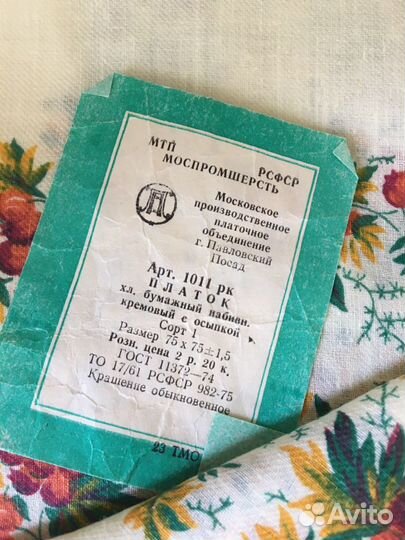 МТП РСФСР
МОСПРОМШЕРСТЬ
Московское
производственное
платочное
объединение
г. Павловский
Посад
Арт. 1011 рк
ПЛАТОК
хл. бумажный набивн.
кремовый с осыпкой
Сорт 1
Размер 75 х 75±1,5
Розн. цена 2 р. 20 к.
ГОСТ 11372—74
ТО 17/61 РСФСР 982-75
Крашение обыкновенное
23 ТМО
Avito